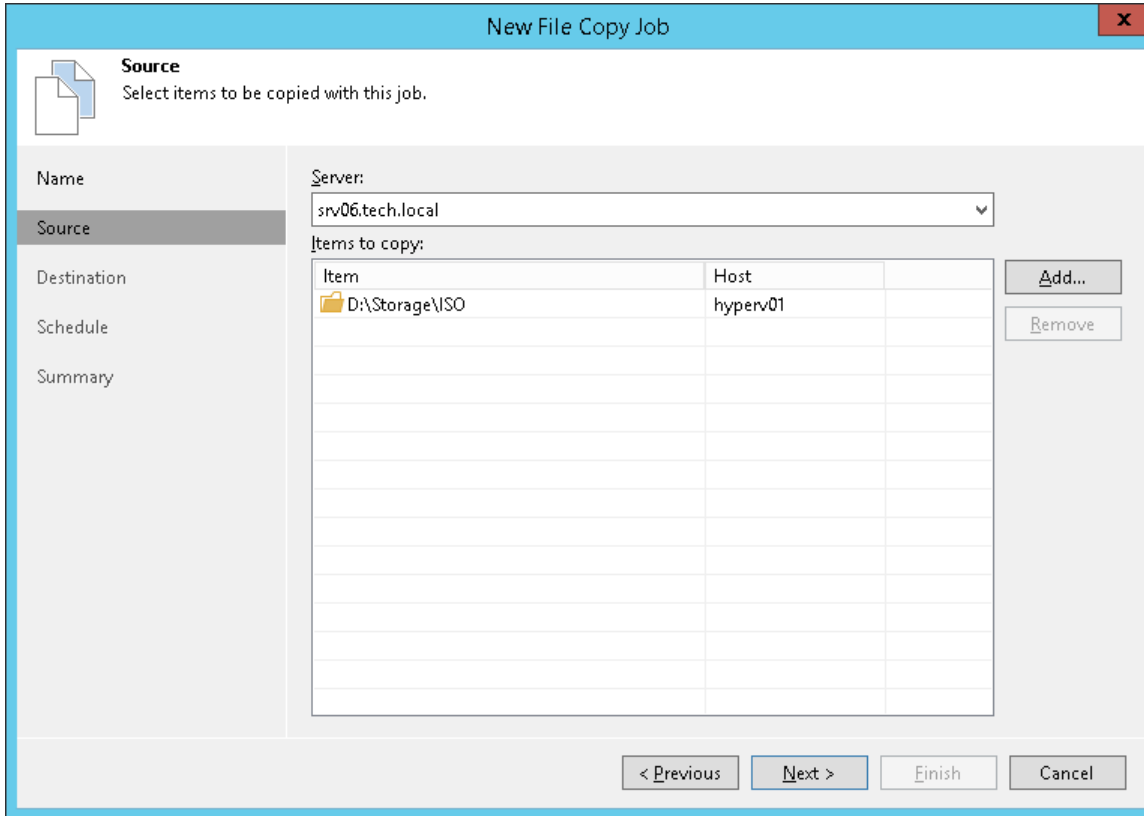 New File Copy Job
x
Source
Select items to be copied with this job.
Name
Source
Destination
Schedule
Summary
Server:
srv06.tech.local
Items to copy:
Item Host
D:\Storage\ISO hyperv01
Add...
Remove
< Previous Next > Finish Cancel